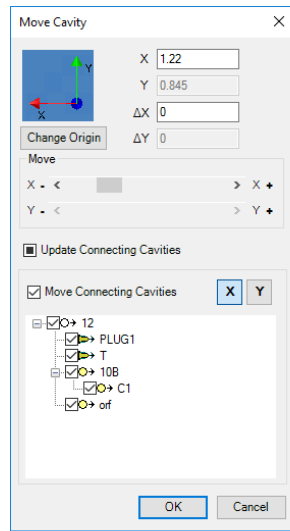 Move Cavity
Y
X
X 1.22
Y 0.845
ΔX 0
Change Origin ΔY 0
Move
X - < > X +
Y - < > Y +
Update Connecting Cavities
Move Connecting Cavities X Y
12
PLUG1
T
10B
C1
orf
OK Cancel